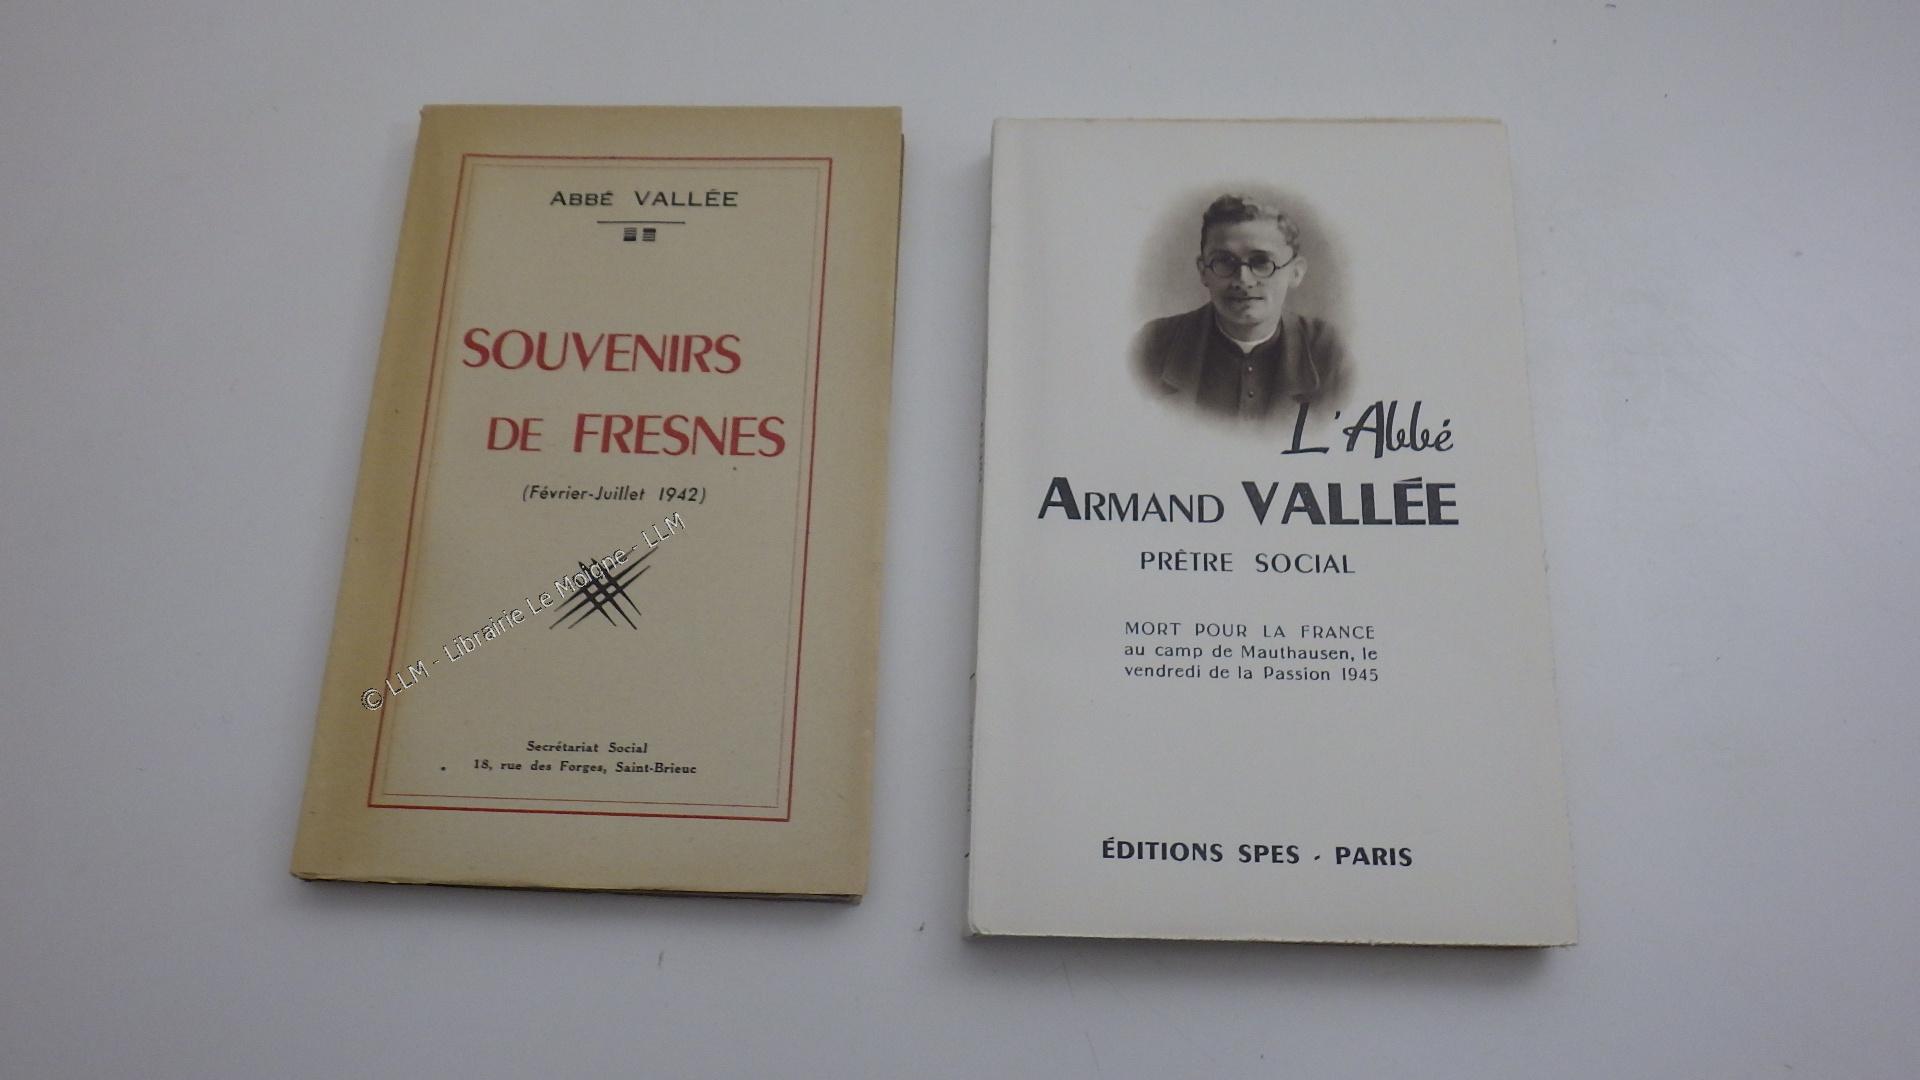 ABBÉ VALLÉE
SOUVENIRS
DE FRESNES
(Février-Juillet 1942)
© LLM - Librairie Le Moigne - LLM
Secrétariat Social
18, rue des Forges, Saint-Brieuc
L'Abbé
ARMAND VALLÉE
PRÊTRE SOCIAL
MORT POUR LA FRANCE
au camp de Mauthausen, le
vendredi de la Passion 1945
ÉDITIONS SPES - PARIS